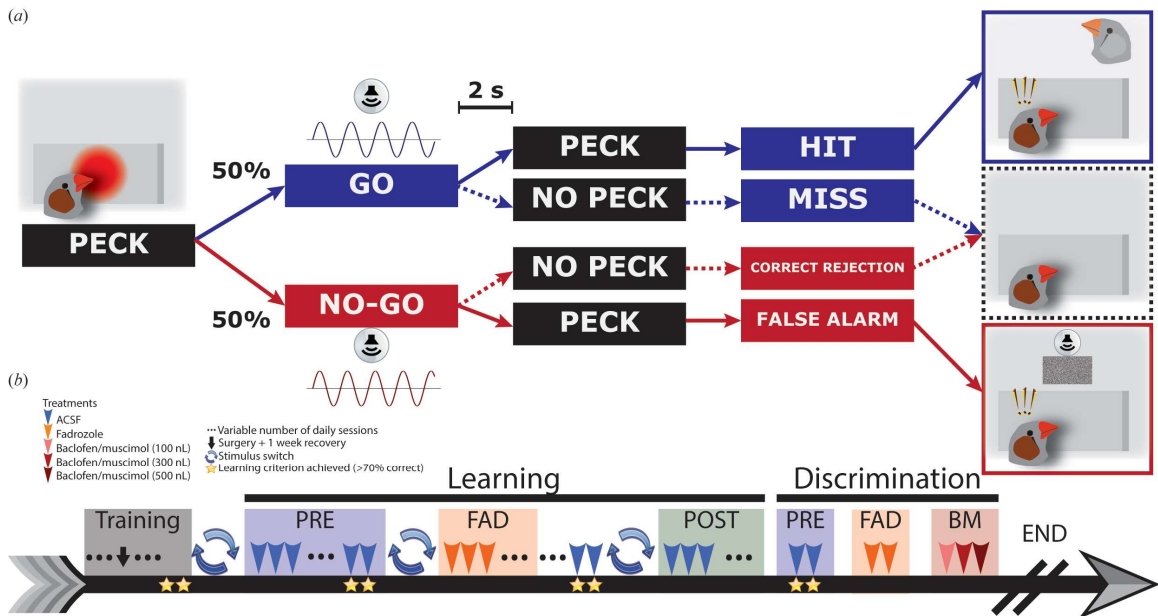 (a)
2 s
50%
GO
PECK
HIT
NO PECK
MISS
PECK
NO PECK
CORRECT REJECTION
50%
NO-GO
PECK
FALSE ALARM
(b)
Treatments
ACSF
Fadrozole
Baclofen/muscimol (100 nL)
Baclofen/muscimol (300 nL)
Baclofen/muscimol (500 nL)
Variable number of daily sessions
Surgery + 1 week recovery
Stimulus switch
Learning criterion achieved (>70% correct)
Learning
Discrimination
Training
PRE
FAD
POST
PRE
FAD
BM
END